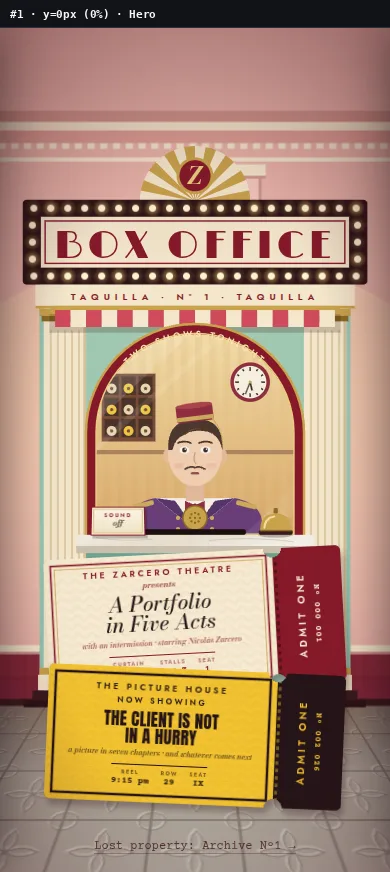 #1 · y=0px (0%) · Hero
Z
BOX OFFICE
TAQUILLA · Nº 1 · TAQUILLA
TWO SHOWS TONIGHT
SOUND
off
THE ZARCERO THEATRE
presents
A Portfolio
in Five Acts
with an intermission · starring Nicolás Zarcero
CURTAIN STALLS SEAT
ADMIT ONE
Nº 000 001
THE PICTURE HOUSE
NOW SHOWING
THE CLIENT IS NOT
IN A HURRY
a picture in seven chapters · and whatever comes next
REEL ROW SEAT
9:15 pm 29 IX
ADMIT ONE
Lost property: Archive Nº1 →